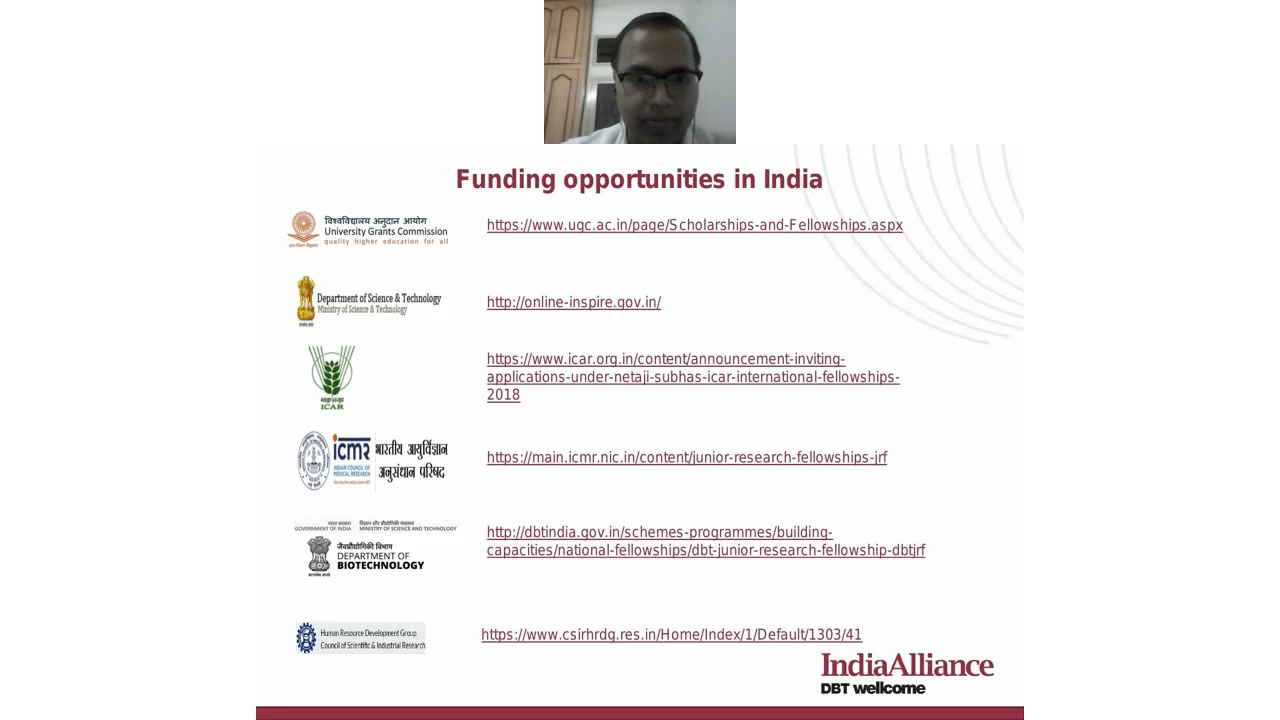 Funding opportunities in India
विश्वविद्यालय अनुदान आयोग
University Grants Commission
quality higher education for all
https://www.ugc.ac.in/page/Scholarships-and-Fellowships.aspx
Department of Science & Technology
Ministry of Science & Technology
http://online-inspire.gov.in/
ICAR
https://www.icar.org.in/content/announcement-inviting-
applications-under-netaji-subhas-icar-international-fellowships-
2018
icmr
INDIAN COUNCIL OF
MEDICAL RESEARCH
भारतीय आयुर्विज्ञान
अनुसंधान परिषद
https://main.icmr.nic.in/content/junior-research-fellowships-jrf
भारत सरकार विज्ञान और प्रौद्योगिकी मंत्रालय
GOVERNMENT OF INDIA MINISTRY OF SCIENCE AND TECHNOLOGY
जैवप्रौद्योगिकी विभाग
DEPARTMENT OF
BIOTECHNOLOGY
http://dbtindia.gov.in/schemes-programmes/building-
capacities/national-fellowships/dbt-junior-research-fellowship-dbtjrf
Human Resource Development Group
Council of Scientific & Industrial Research
https://www.csirhrdg.res.in/Home/Index/1/Default/1303/41
IndiaAlliance
DBT wellcome